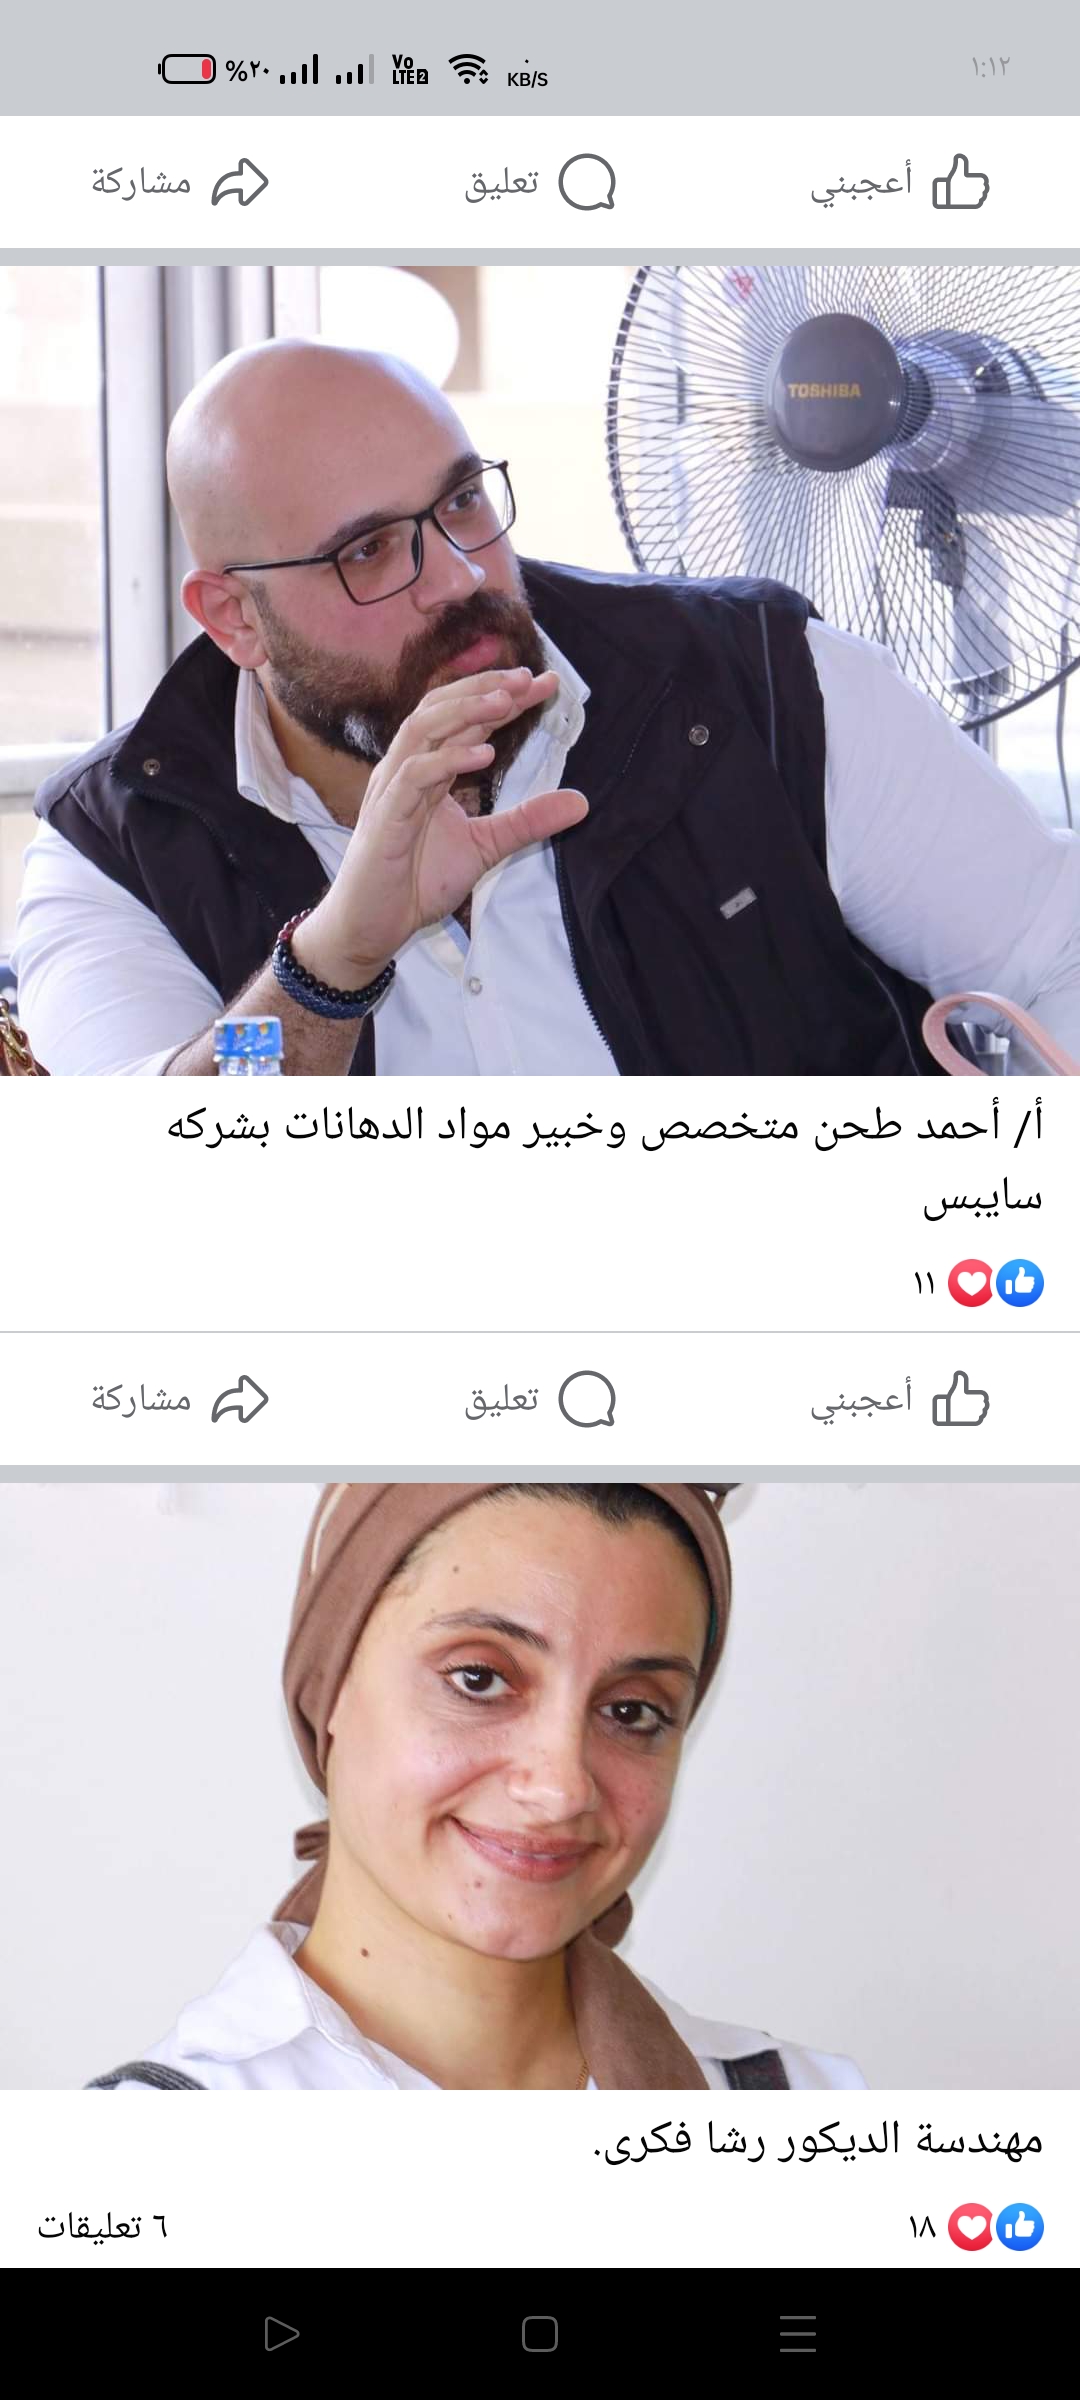 %٢٠
Vo
LTE2
٠
KB/S
١:١٢
أعجبني
تعليق
مشاركة
TOSHIBA
أ/ أحمد طحن متخصص وخبير مواد الدهانات بشركه
سايبس
١١
أعجبني
تعليق
مشاركة
مهندسة الديكور رشا فكرى.
١٨
٦ تعليقات